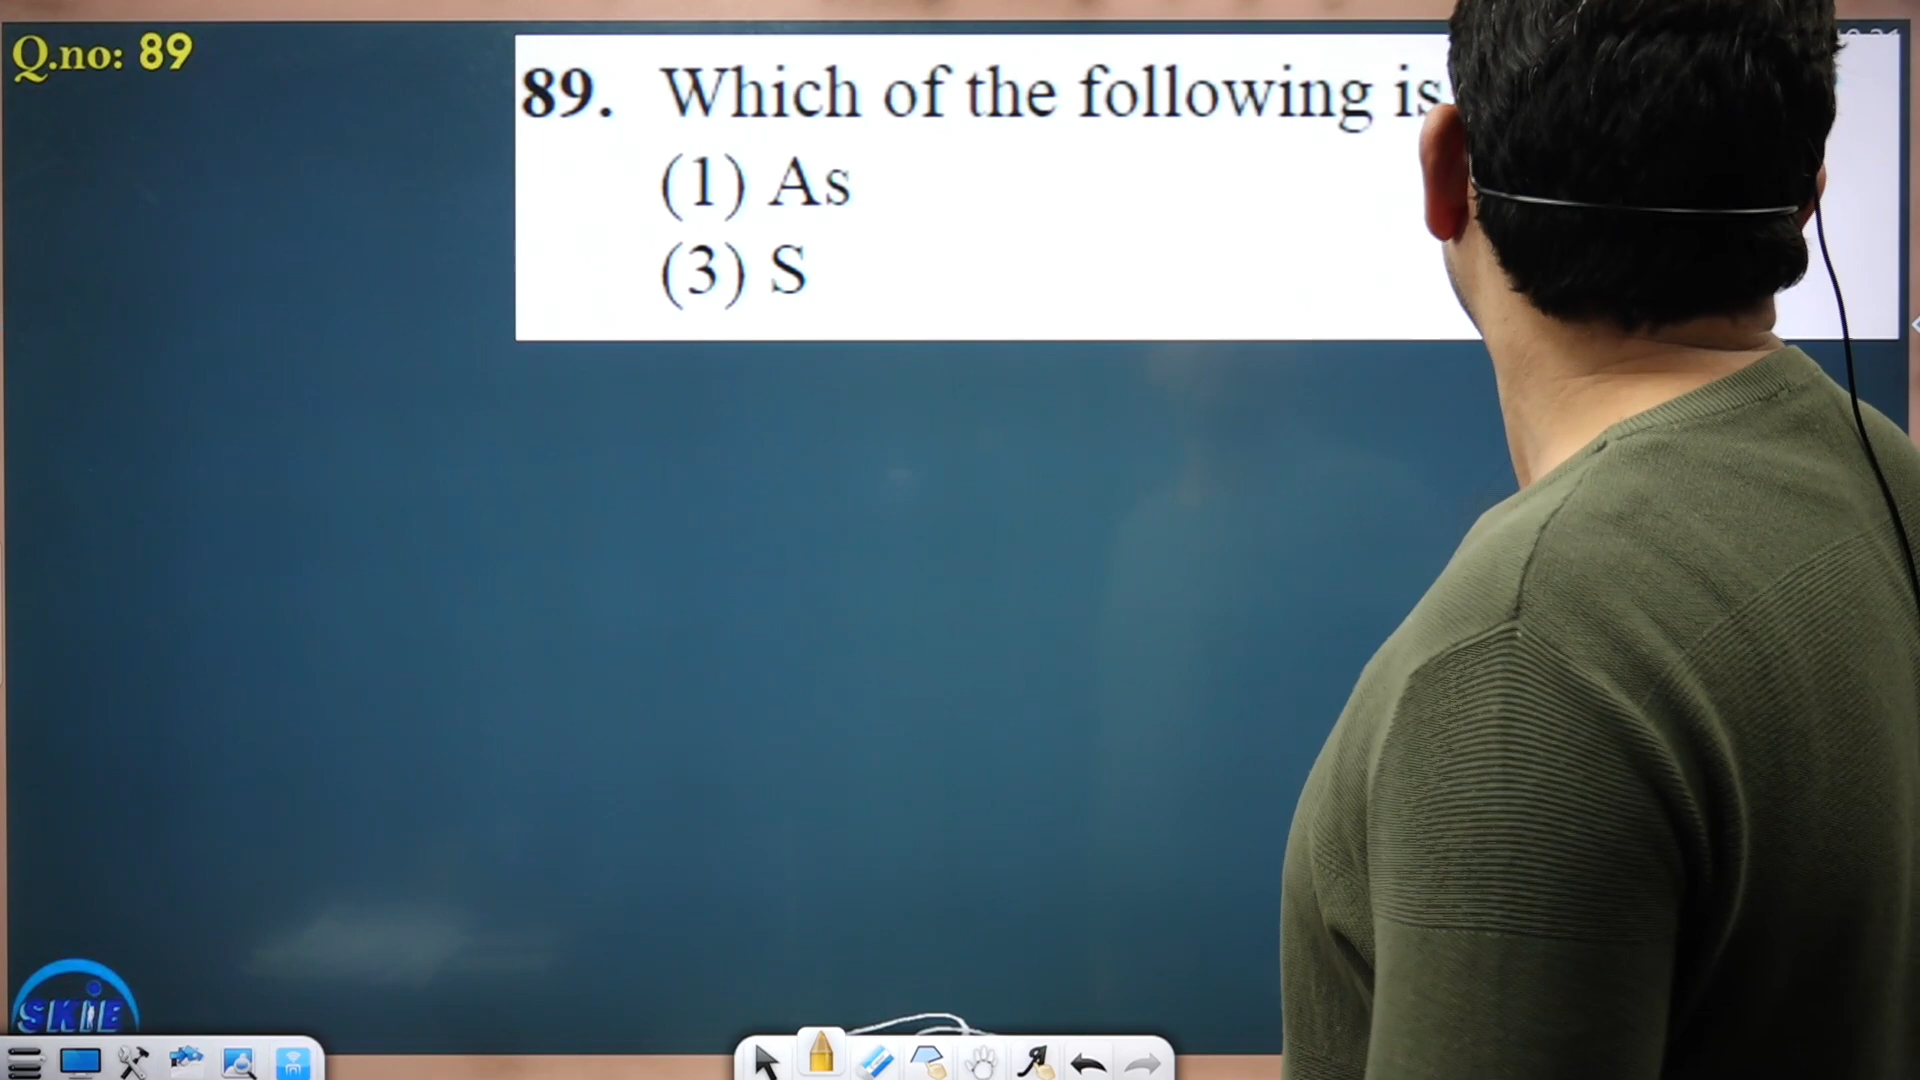 Q.no: 89
89. Which of the following is
(1) As
(3) S
SKIE